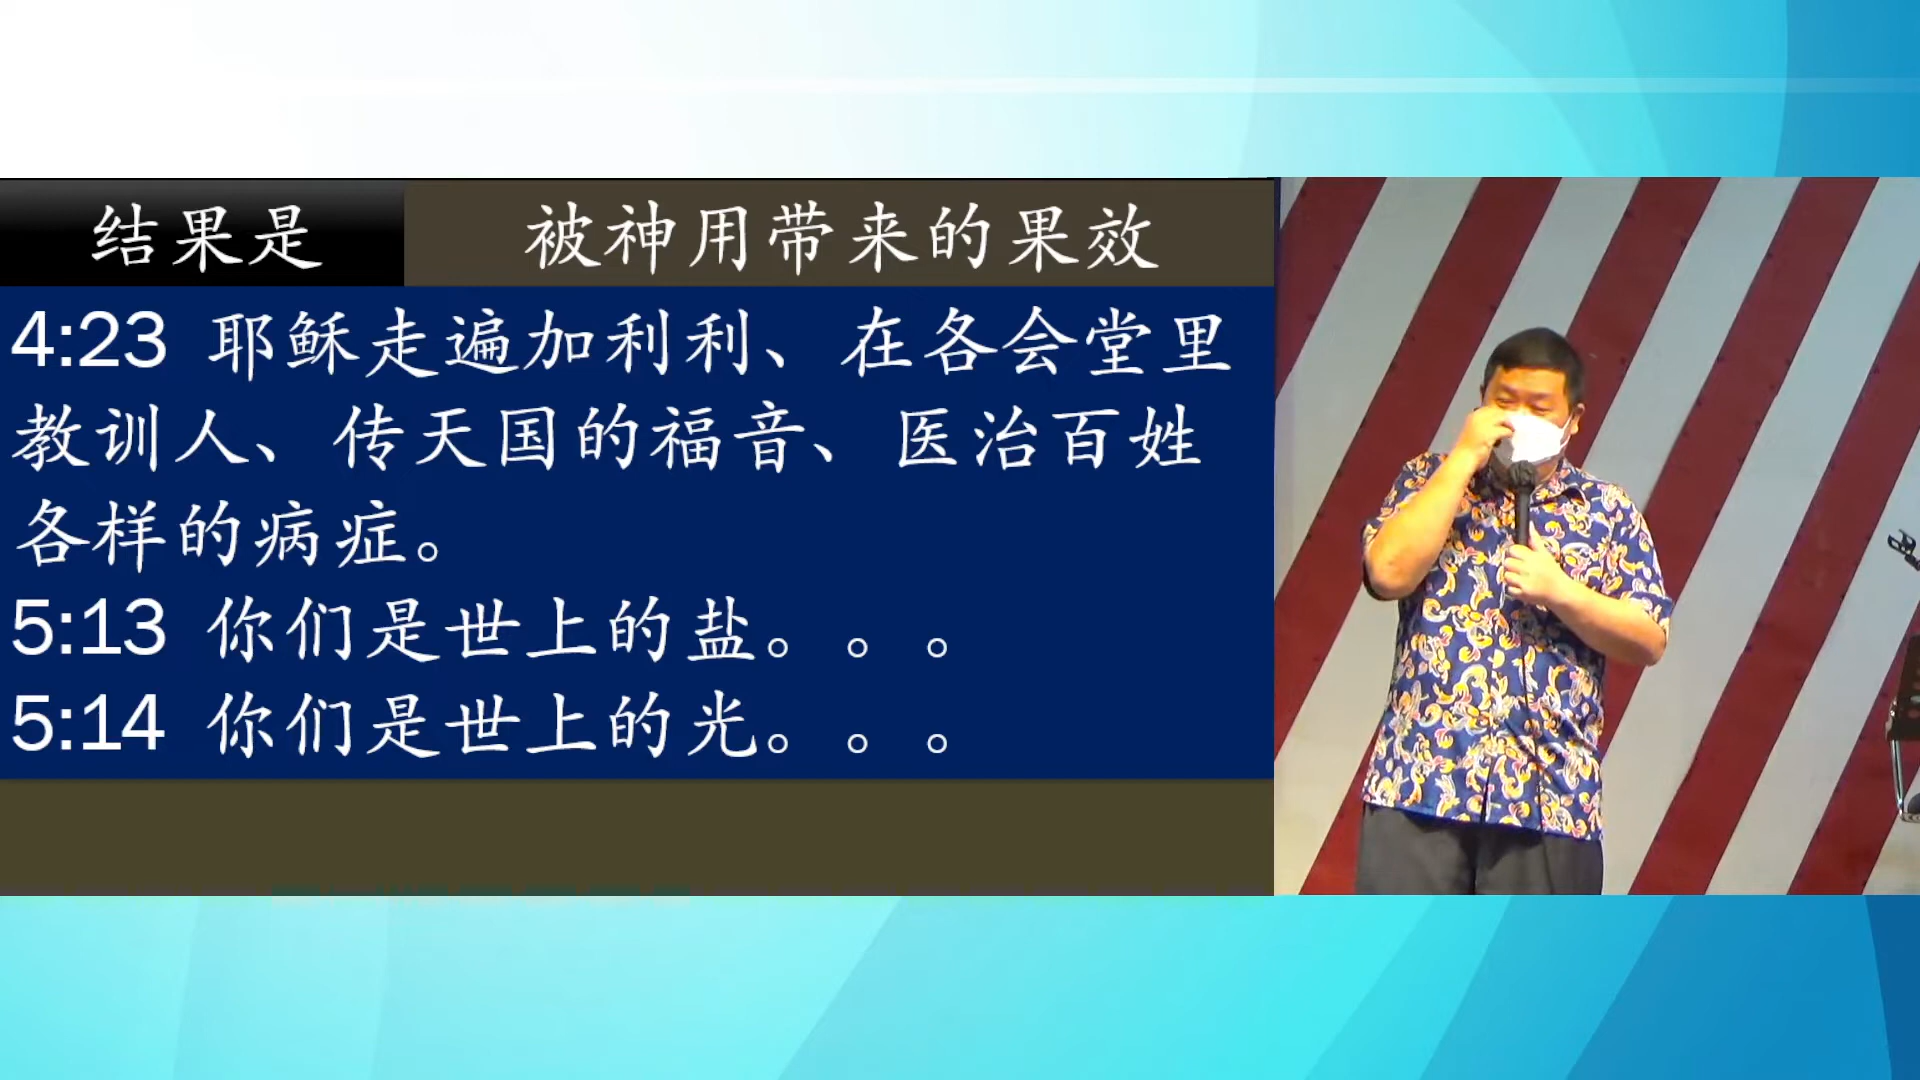 结果是
被神用带来的果效
4:23 耶稣走遍加利利、在各会堂里
教训人、传天国的福音、医治百姓
各样的病症。
5:13 你们是世上的盐。。。
5:14 你们是世上的光。。。